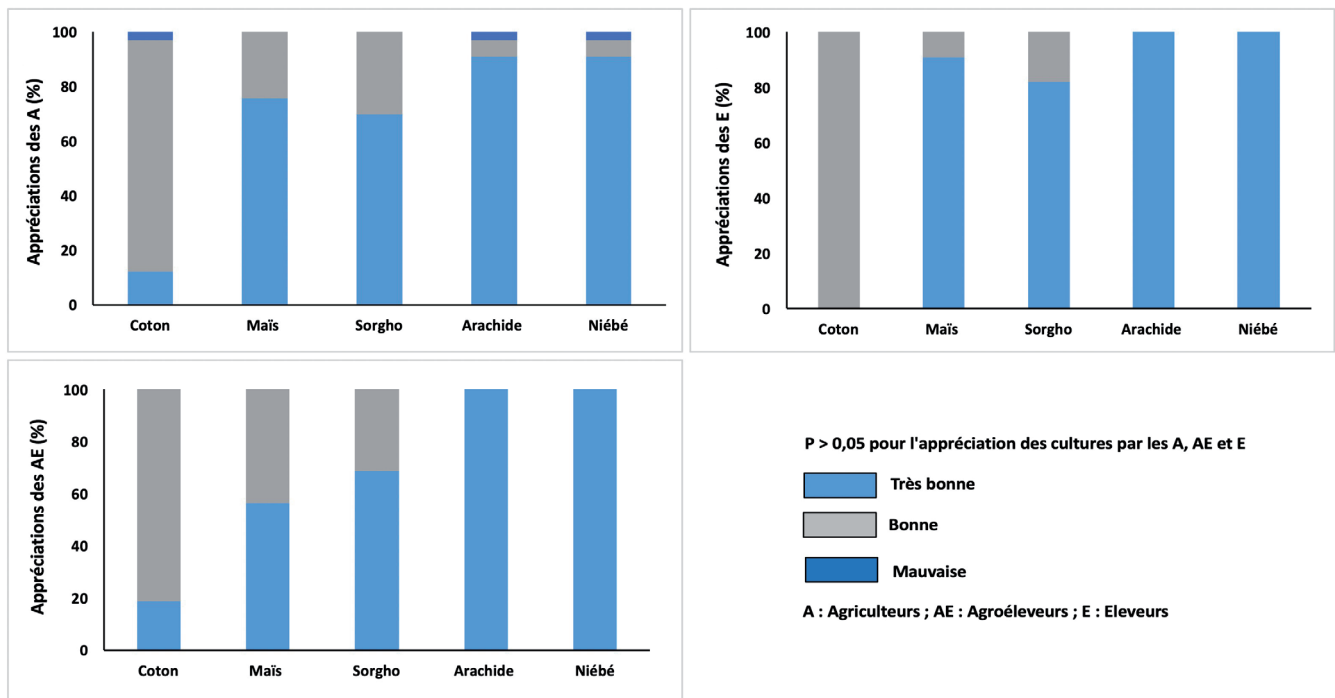 Appréciations des A (%)
100
80
60
40
20
0
Coton Maïs Sorgho Arachide Niébé
Appréciations des E (%)
100
80
60
40
20
0
Coton Maïs Sorgho Arachide Niébé
Appréciations des AE (%)
100
80
60
40
20
0
Coton Maïs Sorgho Arachide Niébé
P > 0,05 pour l'appréciation des cultures par les A, AE et E
Très bonne
Bonne
Mauvaise
A : Agriculteurs ; AE : Agroéleveurs ; E : Eleveurs